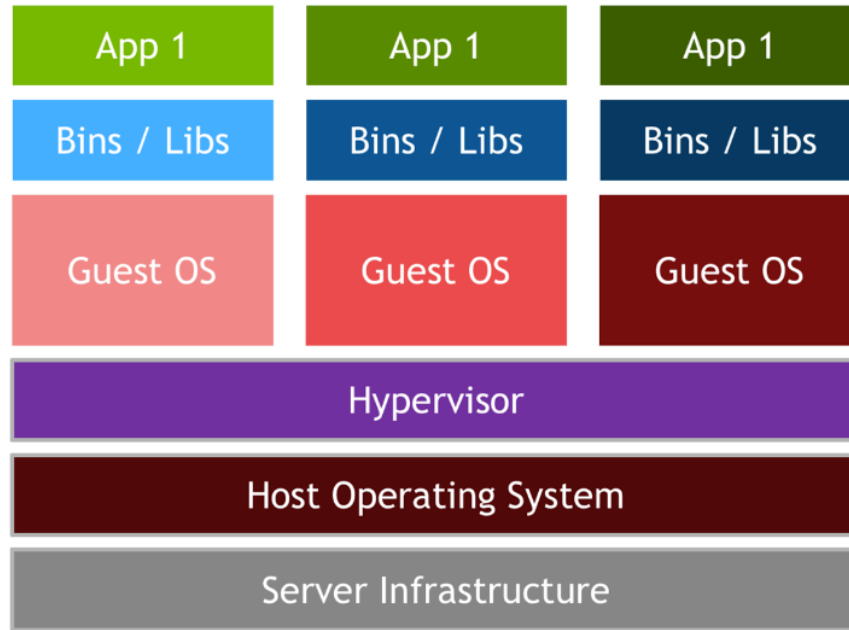 App 1
App 1
App 1
Bins / Libs
Bins / Libs
Bins / Libs
Guest OS
Guest OS
Guest OS
Hypervisor
Host Operating System
Server Infrastructure